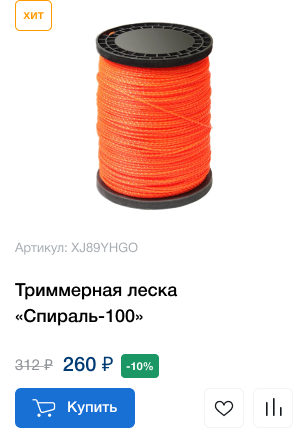 ХИТ
Артикул: XJ89YHGO
Триммерная леска
«Спираль-100»
312 ₽ 260 ₽ -10%
Купить